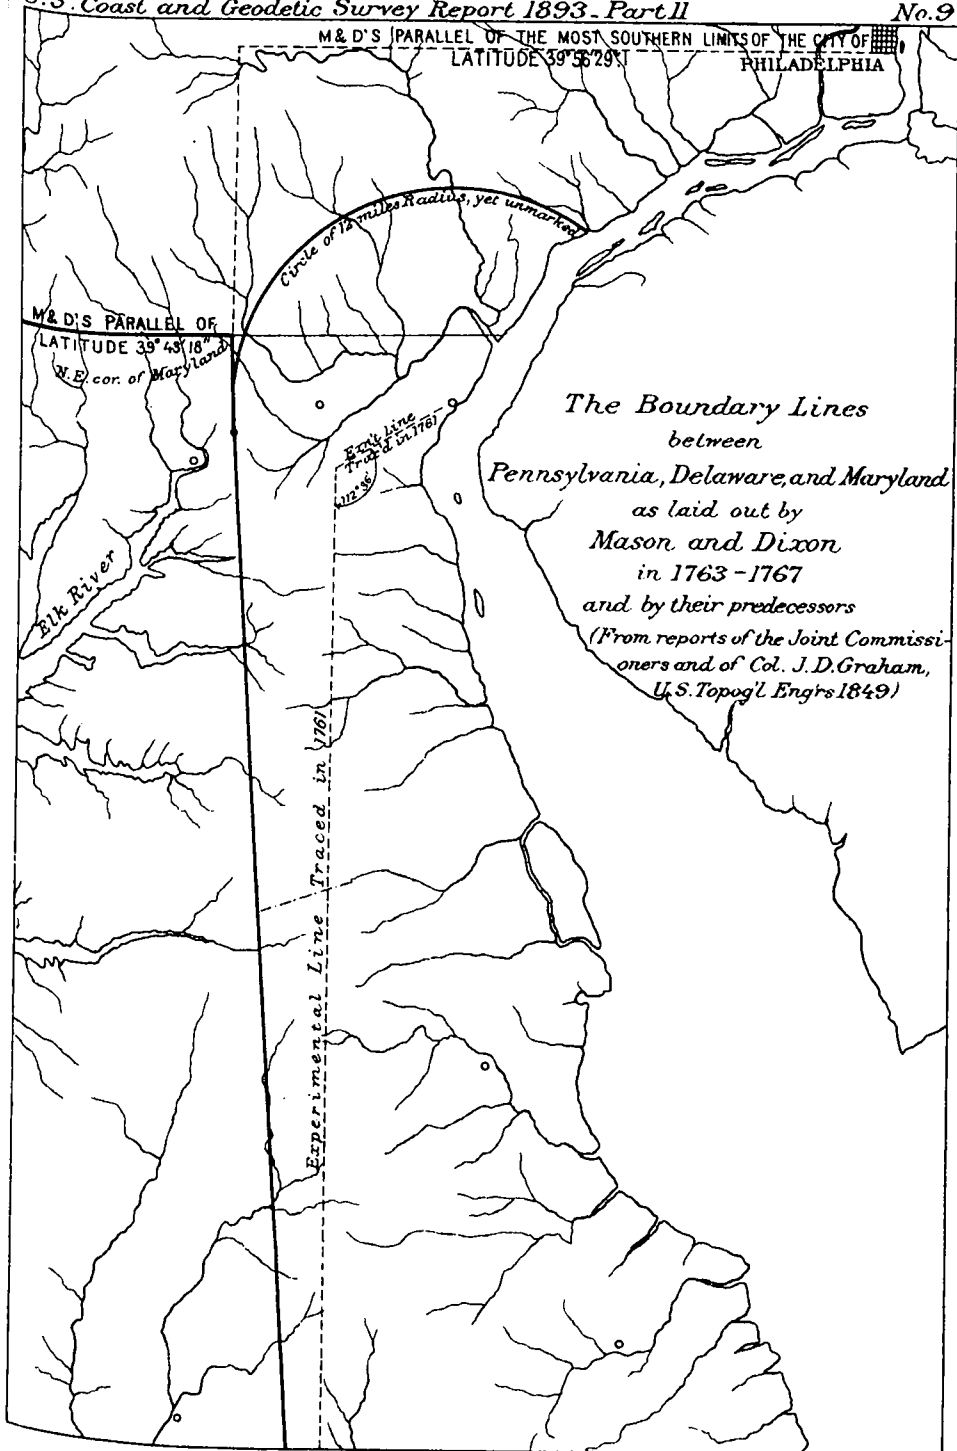 U.S. Coast and Geodetic Survey Report 1893 - Part II No. 9
M & D'S PARALLEL OF THE MOST SOUTHERN LIMITS OF THE CITY OF
LATITUDE 39° 56' 29".1 PHILADELPHIA
Circle of 12 miles Radius, yet unmarked
M & D'S PARALLEL OF
LATITUDE 39° 43' 18"
N.E. cor. of Maryland
Exp'l Line
Traced in 1761
112° 36'
Elk River
Experimental Line Traced in 1761
The Boundary Lines
between
Pennsylvania, Delaware, and Maryland
as laid out by
Mason and Dixon
in 1763-1767
and by their predecessors
(From reports of the Joint Commissi-
oners and of Col. J.D. Graham,
U.S. Topog'l Eng'rs 1849)